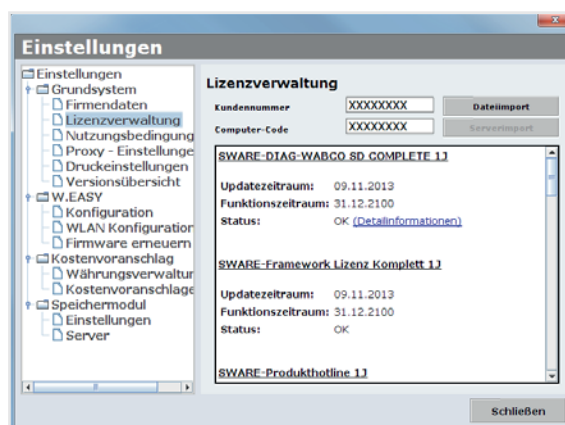 Einstellungen
Einstellungen
Grundsystem
Firmendaten
Lizenzverwaltung
Nutzungsbedingung
Proxy - Einstellunge
Druckeinstellungen
Versionsübersicht
W.EASY
Konfiguration
WLAN Konfiguration
Firmware erneuern
Kostenvoranschlag
Währungsverwaltur
Kostenvoranschlage
Speichermodul
Einstellungen
Server
Lizenzverwaltung
Kundennummer XXXXXXXX Dateiimport
Computer-Code XXXXXXXX Serverimport
SWARE-DIAG-WABCO SD COMPLETE 1J
Updatezeitraum: 09.11.2013
Funktionszeitraum: 31.12.2100
Status: OK (Detailinformationen)
SWARE-Framework Lizenz Komplett 1J
Updatezeitraum: 09.11.2013
Funktionszeitraum: 31.12.2100
Status: OK
SWARE-Produkthotline 1J
Schließen